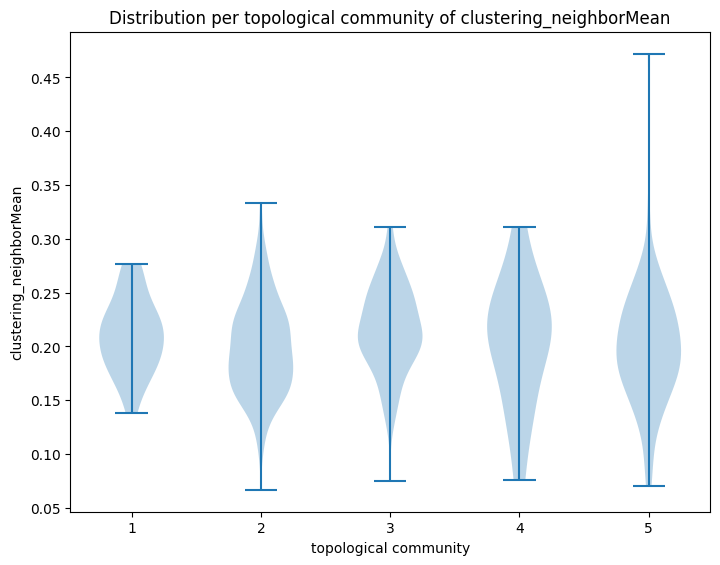 Distribution per topological community of clustering_neighborMean
clustering_neighborMean
0.45
0.40
0.35
0.30
0.25
0.20
0.15
0.10
0.05
1 2 3 4 5
topological community